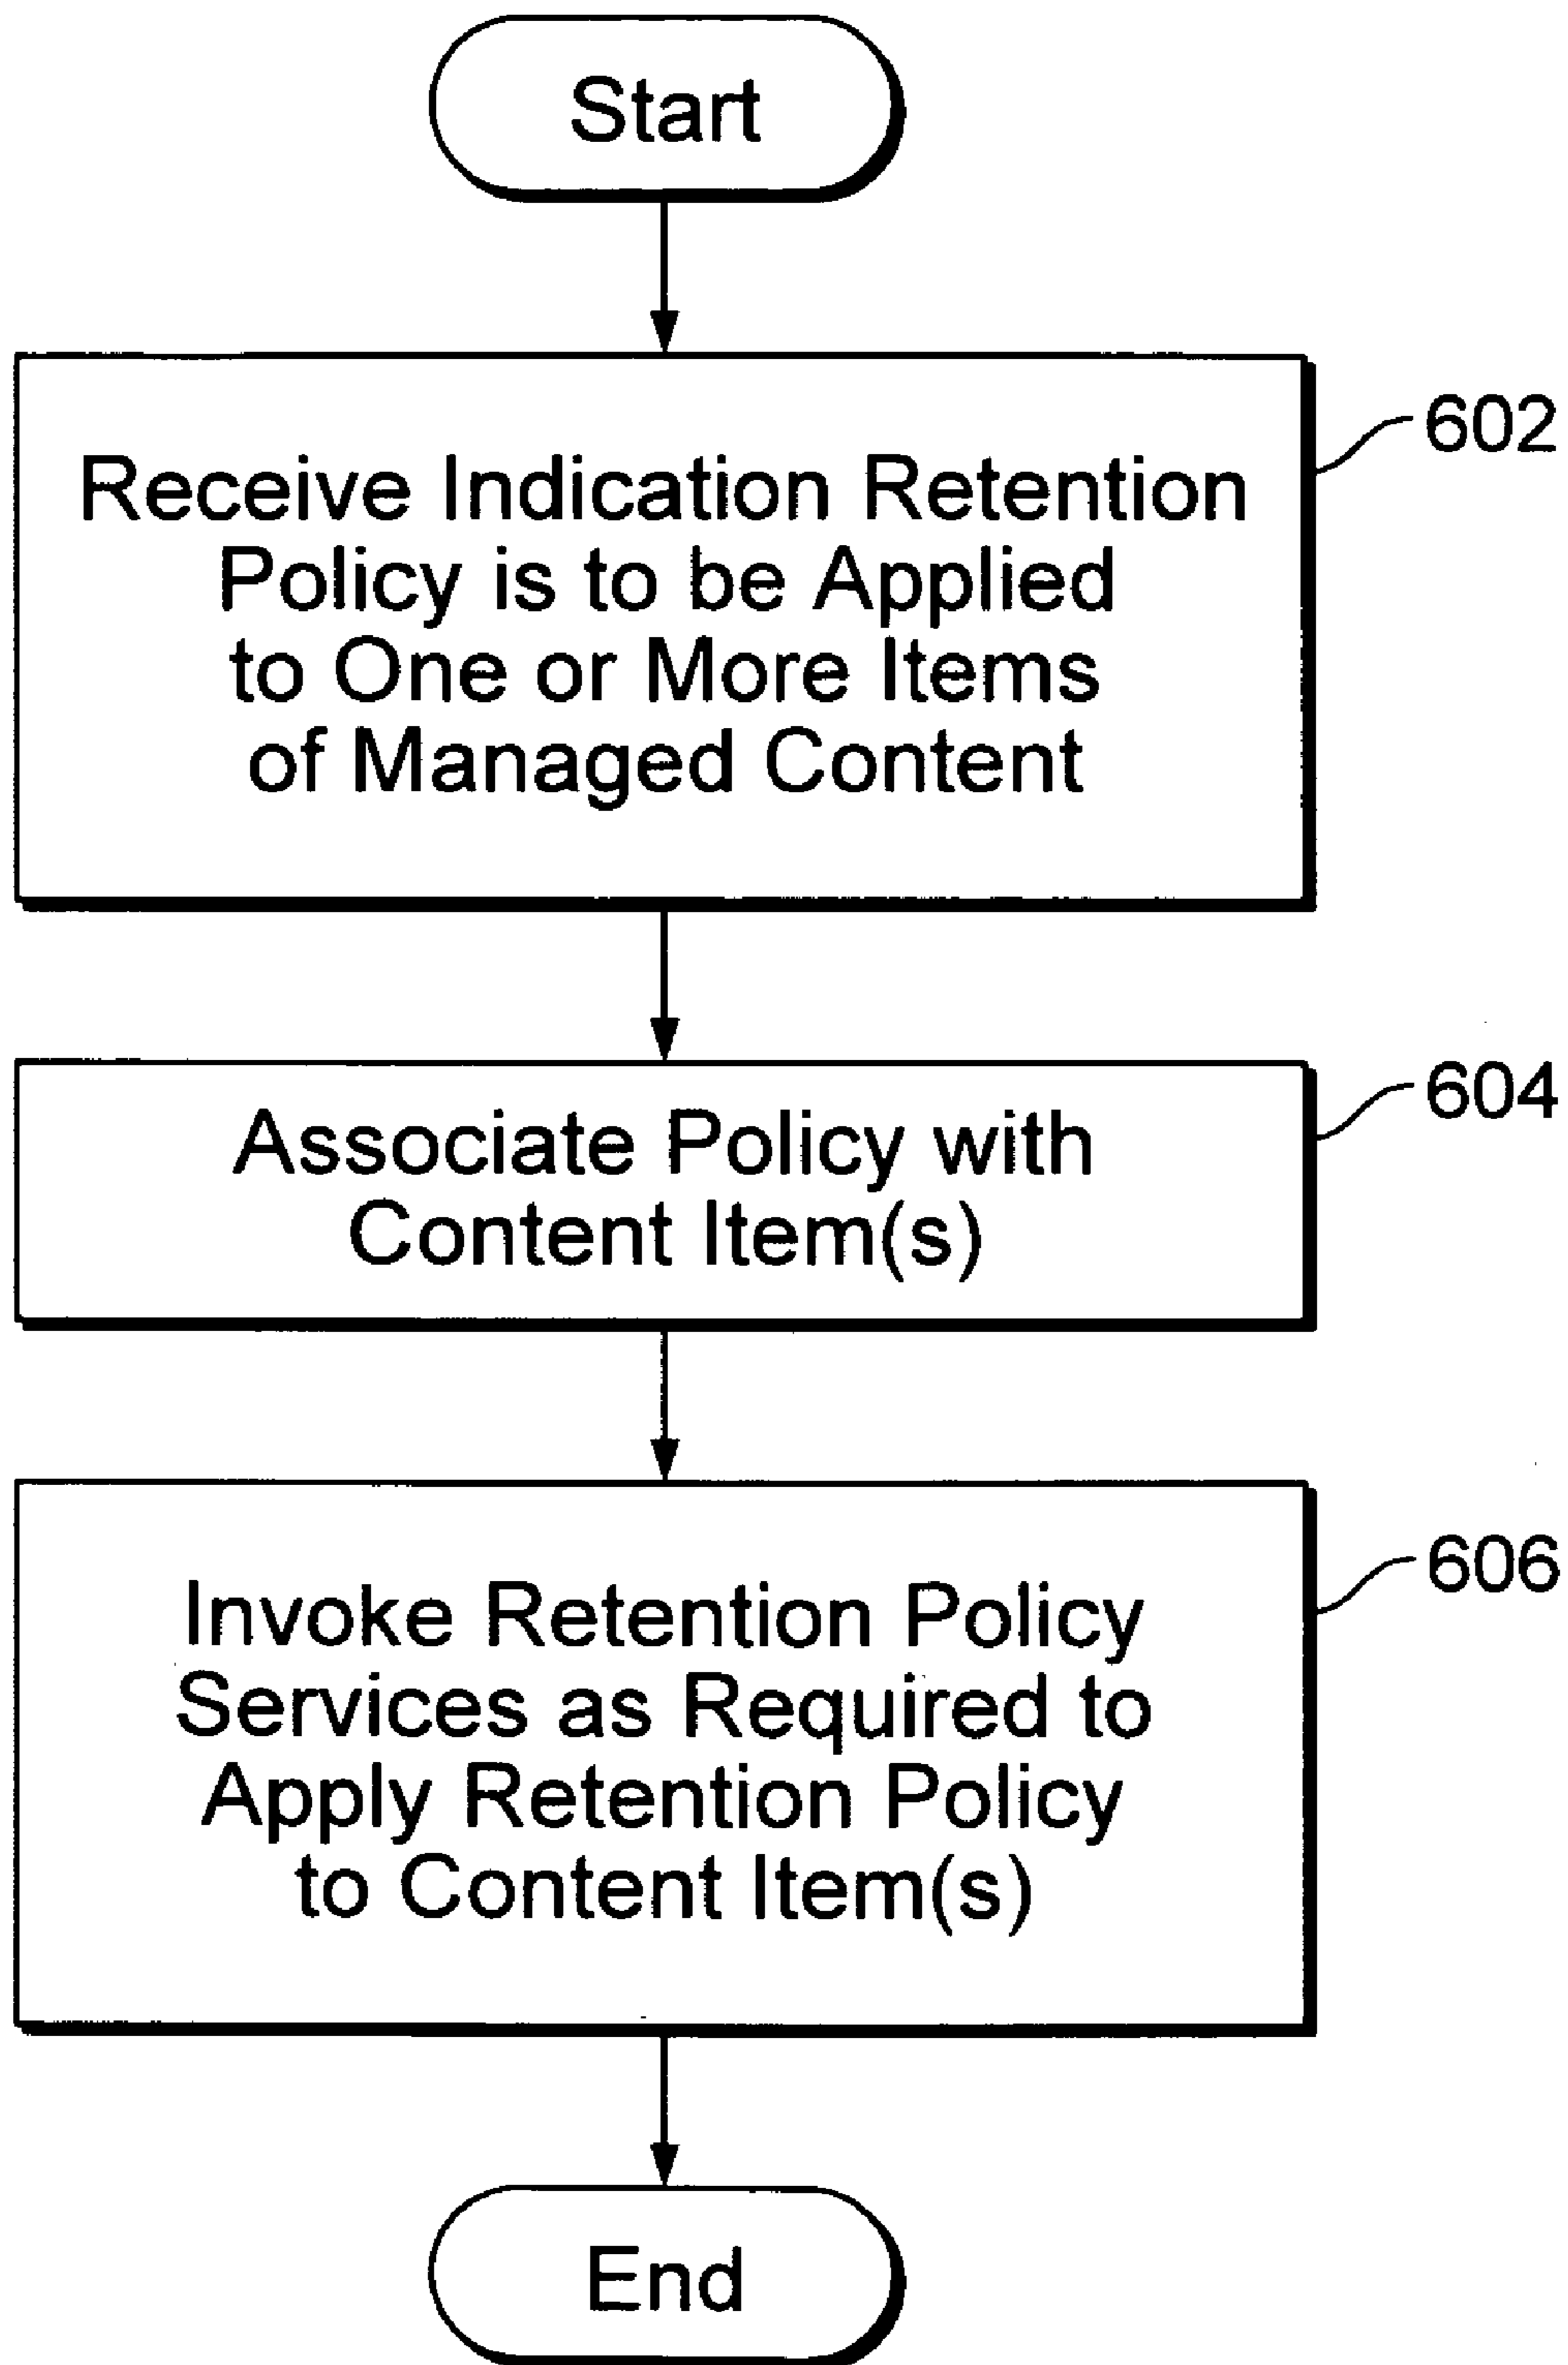 Start
602
Receive Indication Retention
Policy is to be Applied
to One or More Items
of Managed Content
604
Associate Policy with
Content Item(s)
606
Invoke Retention Policy
Services as Required to
Apply Retention Policy
to Content Item(s)
End